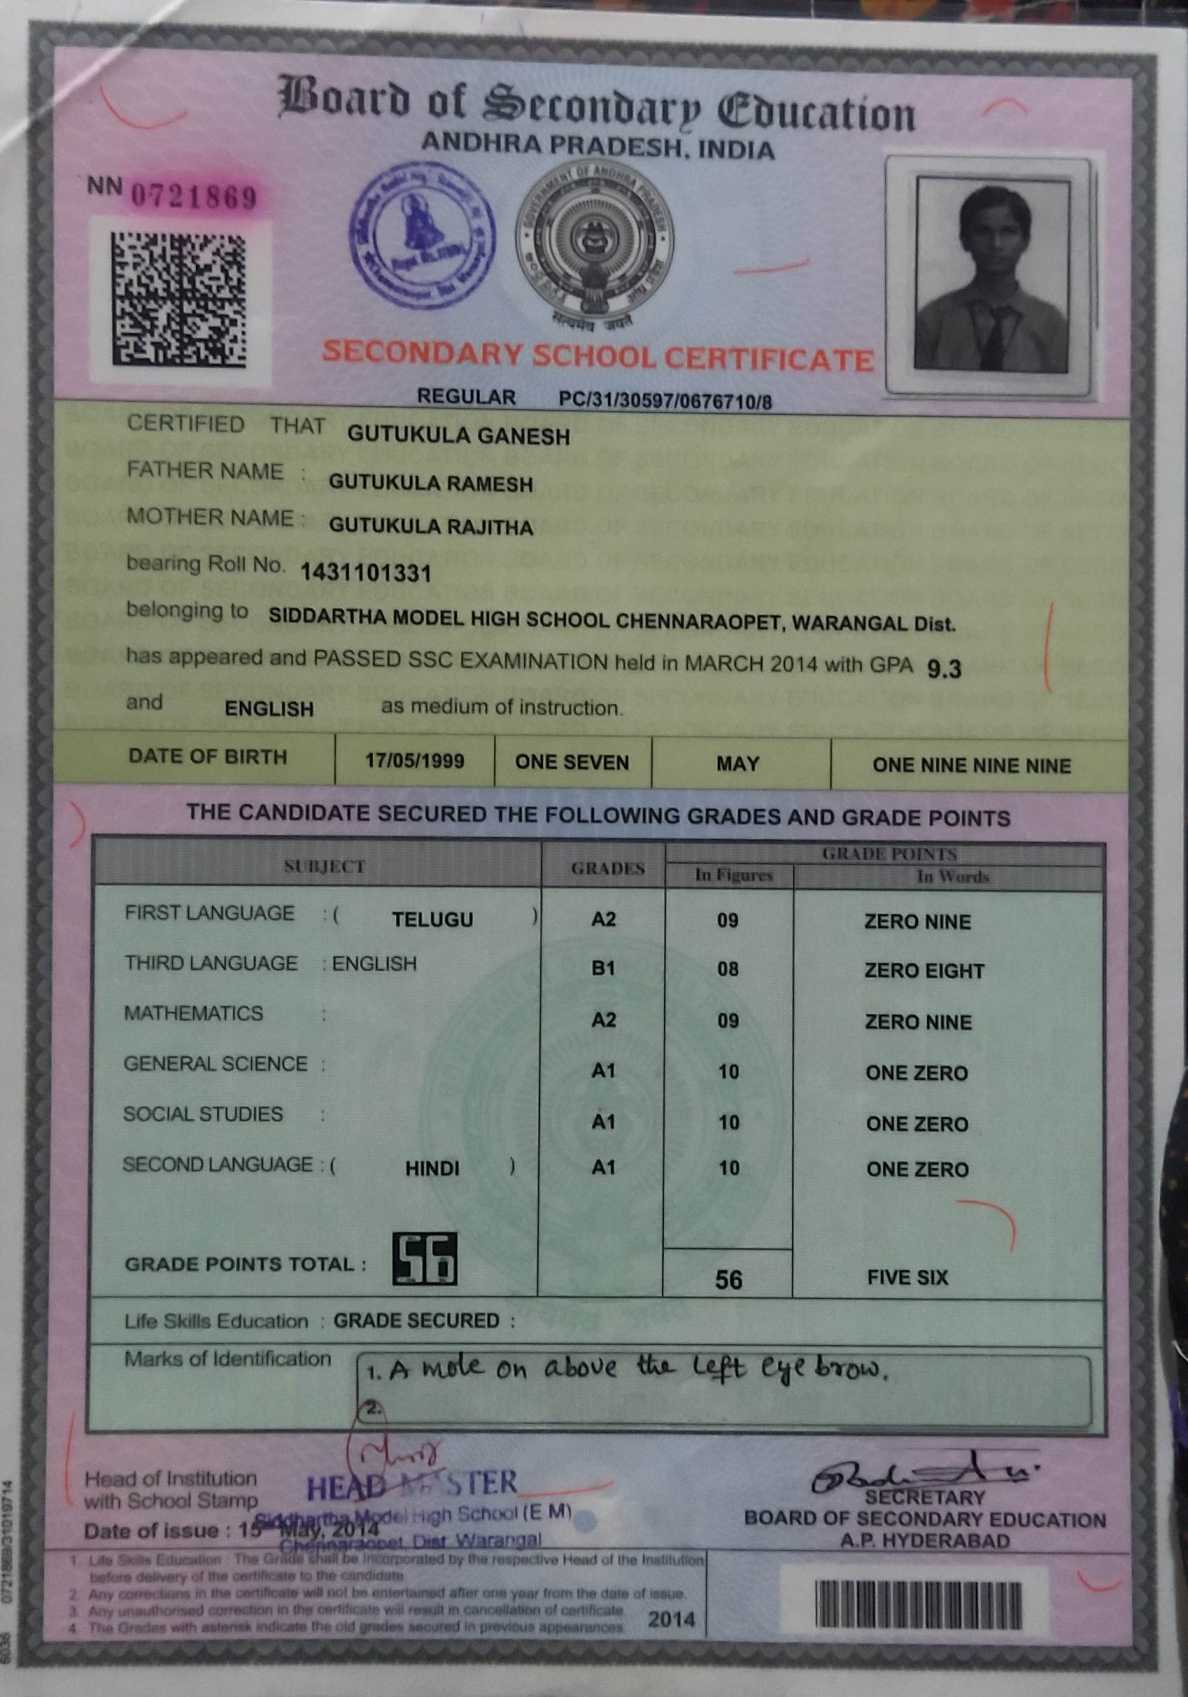 Board of Secondary Education
ANDHRA PRADESH, INDIA
NN 0721869
GOVERNMENT OF ANDHRA PRADESH
सत्यमेव जयते
SECONDARY SCHOOL CERTIFICATE
REGULAR PC/31/30597/0676710/8
CERTIFIED THAT GUTUKULA GANESH
FATHER NAME : GUTUKULA RAMESH
MOTHER NAME : GUTUKULA RAJITHA
bearing Roll No. 1431101331
belonging to SIDDARTHA MODEL HIGH SCHOOL CHENNARAOPET, WARANGAL Dist.
has appeared and PASSED SSC EXAMINATION held in MARCH 2014 with GPA 9.3
and ENGLISH as medium of instruction.
DATE OF BIRTH 17/05/1999 ONE SEVEN MAY ONE NINE NINE NINE
THE CANDIDATE SECURED THE FOLLOWING GRADES AND GRADE POINTS
SUBJECT GRADES GRADE POINTS
In Figures In Words
FIRST LANGUAGE : ( TELUGU ) A2 09 ZERO NINE
THIRD LANGUAGE : ENGLISH B1 08 ZERO EIGHT
MATHEMATICS : A2 09 ZERO NINE
GENERAL SCIENCE : A1 10 ONE ZERO
SOCIAL STUDIES : A1 10 ONE ZERO
SECOND LANGUAGE : ( HINDI ) A1 10 ONE ZERO
GRADE POINTS TOTAL : 56 56 FIVE SIX
Life Skills Education : GRADE SECURED :
Marks of Identification 1. A mole on above the left eye brow.
2.
Head of Institution
with School Stamp
HEAD MASTER
Siddhartha Model High School (E M)
Chennaraopet, Dist Warangal
Date of issue : 15th May, 2014
SECRETARY
BOARD OF SECONDARY EDUCATION
A.P. HYDERABAD
1. Life Skills Education : The Grade shall be incorporated by the respective Head of the Institution
before delivery of the certificate to the candidate
2. Any corrections in the certificate will not be entertained after one year from the date of issue.
3. Any unauthorised correction in the certificate will result in cancellation of certificate.
4. The Grades with asterisk indicate the old grades secured in previous appearances.
2014
6036 0721869/31019714